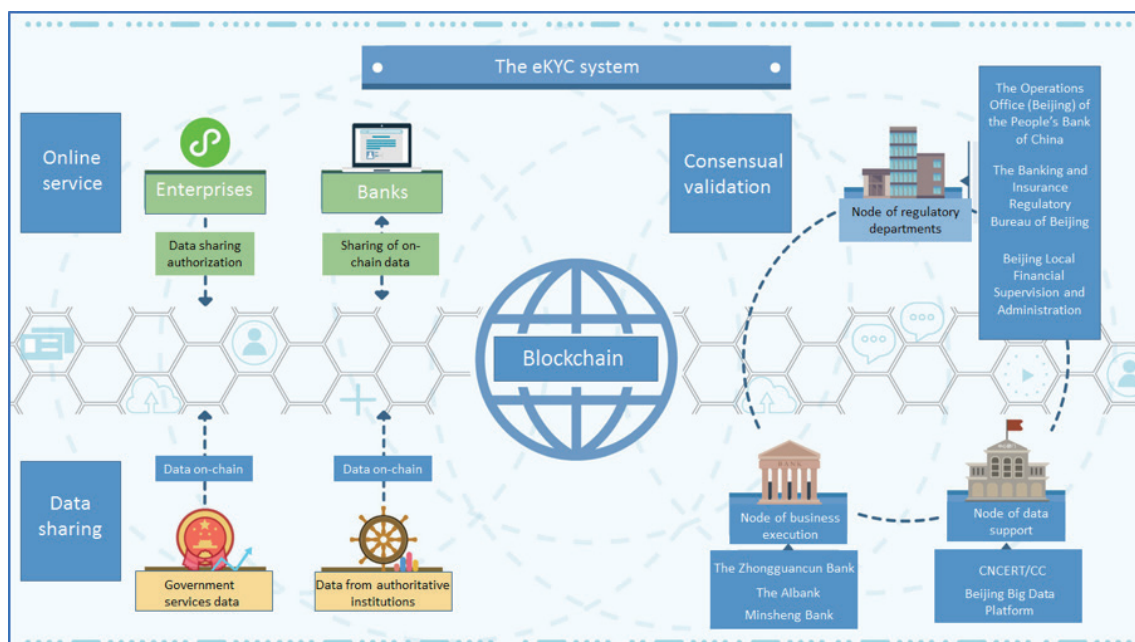 The eKYC system
Online
service
Enterprises
Data sharing
authorization
Banks
Sharing of on-
chain data
Consensual
validation
Node of regulatory
departments
The Operations
Office (Beijing) of
the People's Bank
of China
The Banking and
Insurance
Regulatory
Bureau of Beijing
Beijing Local
Financial
Supervision and
Administration
Blockchain
Data
sharing
Data on-chain
Government
services data
Data on-chain
Data from authoritative
institutions
BANK
Node of business
execution
The Zhongguancun Bank
The AIbank
Minsheng Bank
Node of data
support
CNCERT/CC
Beijing Big Data
Platform